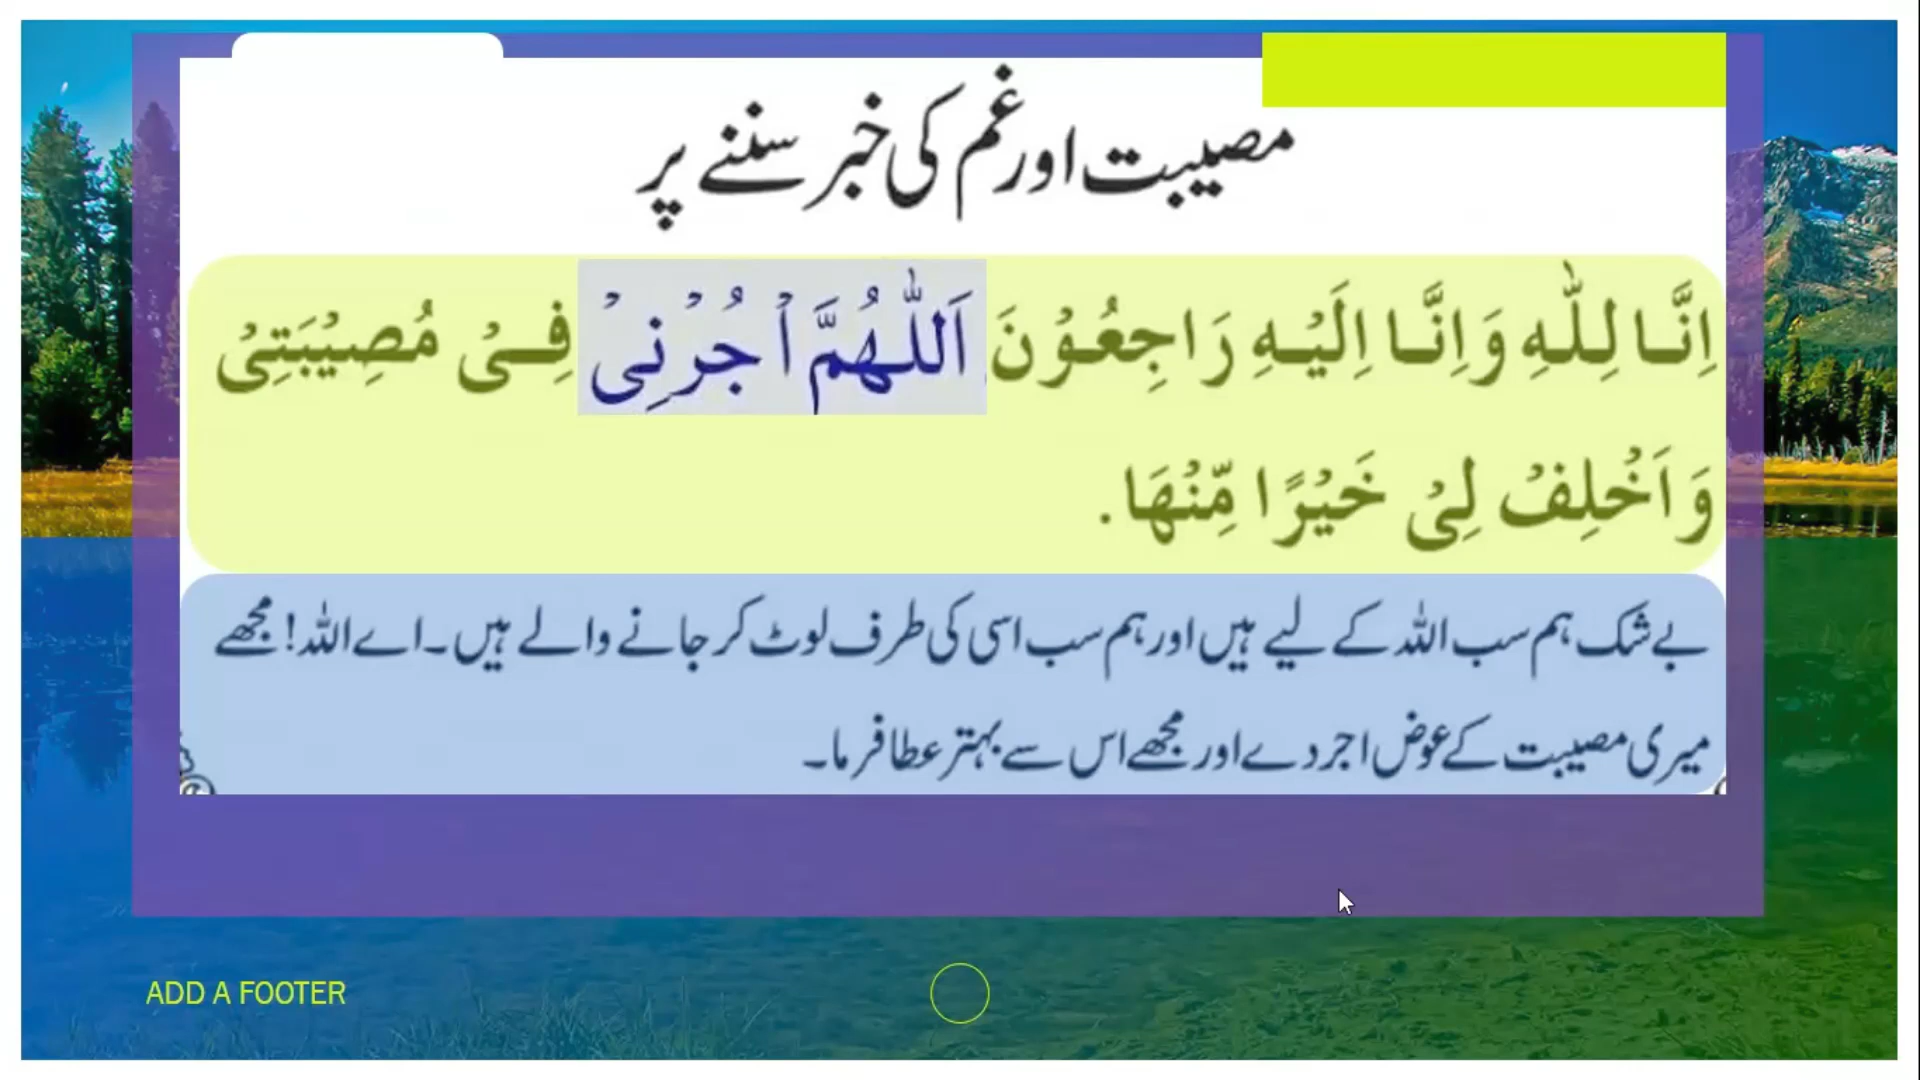 مصیبت اور غم کی خبر سننے پر
اِنَّا لِلّٰهِ وَاِنَّا اِلَيْهِ رَاجِعُوْنَ اَللّٰهُمَّ اْجُرْنِیْ فِیْ مُصِيْبَتِیْ
وَاَخْلِفْ لِیْ خَيْرًا مِّنْهَا.
بے شک ہم سب اللہ کے لیے ہیں اور ہم سب اسی کی طرف لوٹ کر جانے والے ہیں۔ اے اللہ! مجھے
میری مصیبت کے عوض اجر دے اور مجھے اس سے بہتر عطا فرما۔
ADD A FOOTER